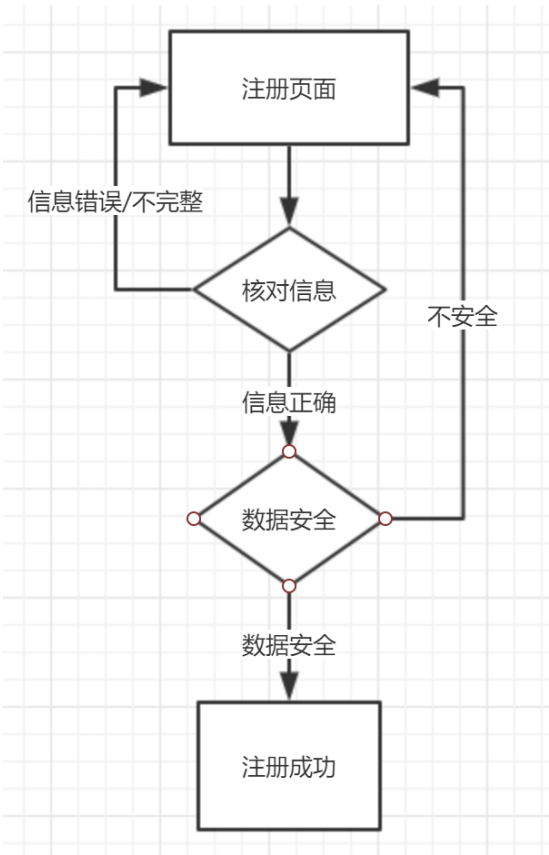 注册页面
信息错误/不完整
核对信息
不安全
信息正确
数据安全
数据安全
注册成功